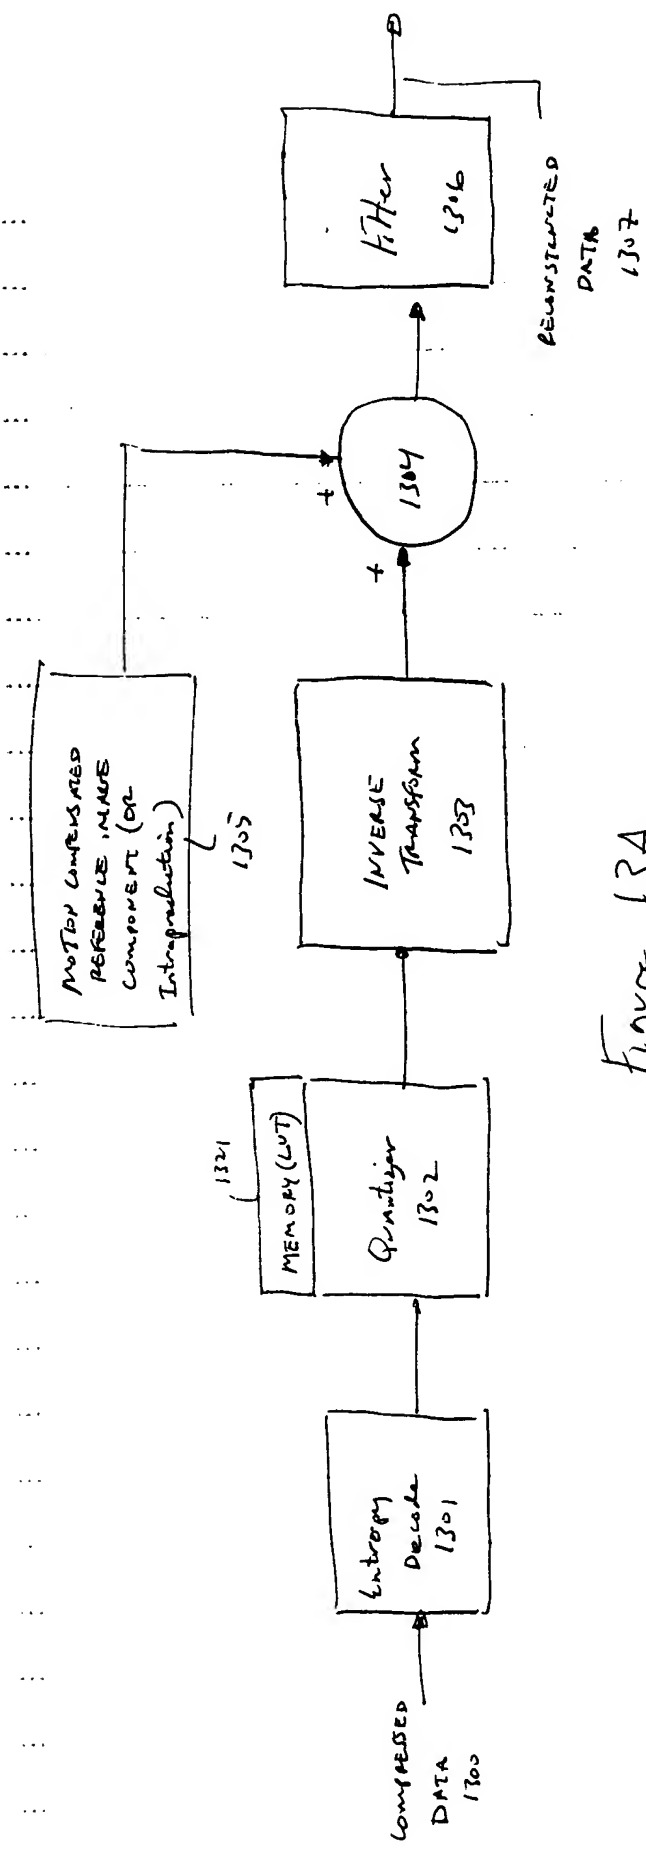 COMPRESSED
DATA
1300
Entropy
Decode
1301
1321
MEMORY (LUT)
Quantizer
1302
INVERSE
TRANSFORM
1303
MOTION COMPENSATED
REFERENCE IMAGE
COMPONENT (OR
Intraprediction)
1305
+
+
1304
Filter
1306
RECONSTRUCTED
DATA
1307
Figure 13A